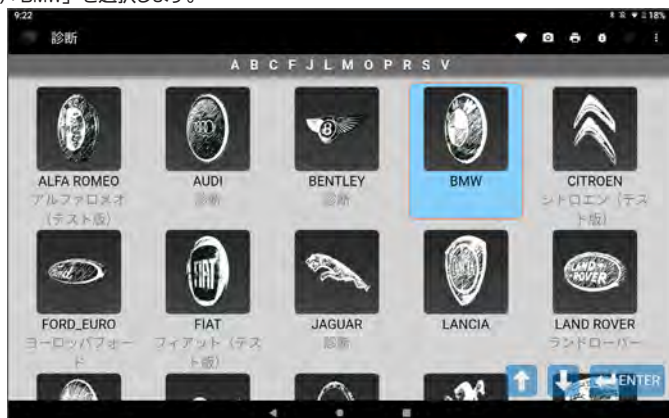 BMW」を選択します。
9:22
18%
診断
A B C F J L M O P R S V
ALFA ROMEO
アルファロメオ
(テスト版)
AUDI
診断
BENTLEY
診断
BMW
CITROEN
シトロエン (テス
ト版)
FORD_EURO
ヨーロッパフォー
ド
FIAT
フィアット (テス
ト版)
JAGUAR
診断
LANCIA
LAND ROVER
ランドローバー
ENTER